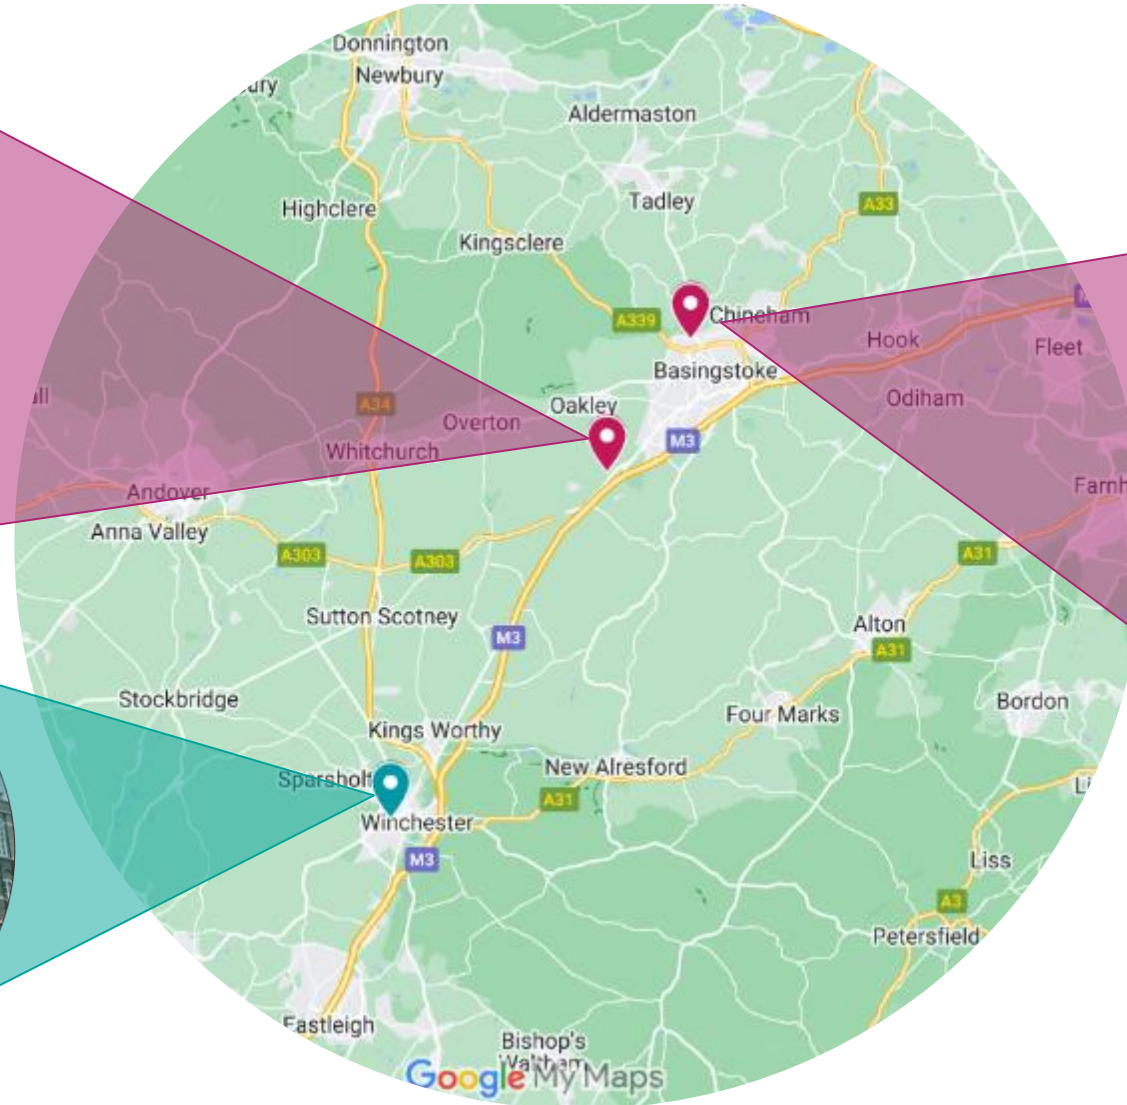 Donnington
Newbury
Aldermaston
Highclere
Tadley
A33
Kingsclere
A339
Chineham
Hook
Fleet
Basingstoke
Oakley
A34
Overton
Odiham
Whitchurch
M3
Andover
Anna Valley
A303
A303
A31
Sutton Scotney
M3
Alton
A31
Stockbridge
Kings Worthy
Four Marks
Bordon
Sparsholt
New Alresford
A31
Winchester
M3
Liss
A3
Petersfield
Eastleigh
Bishop's
Waltham
Google My Maps